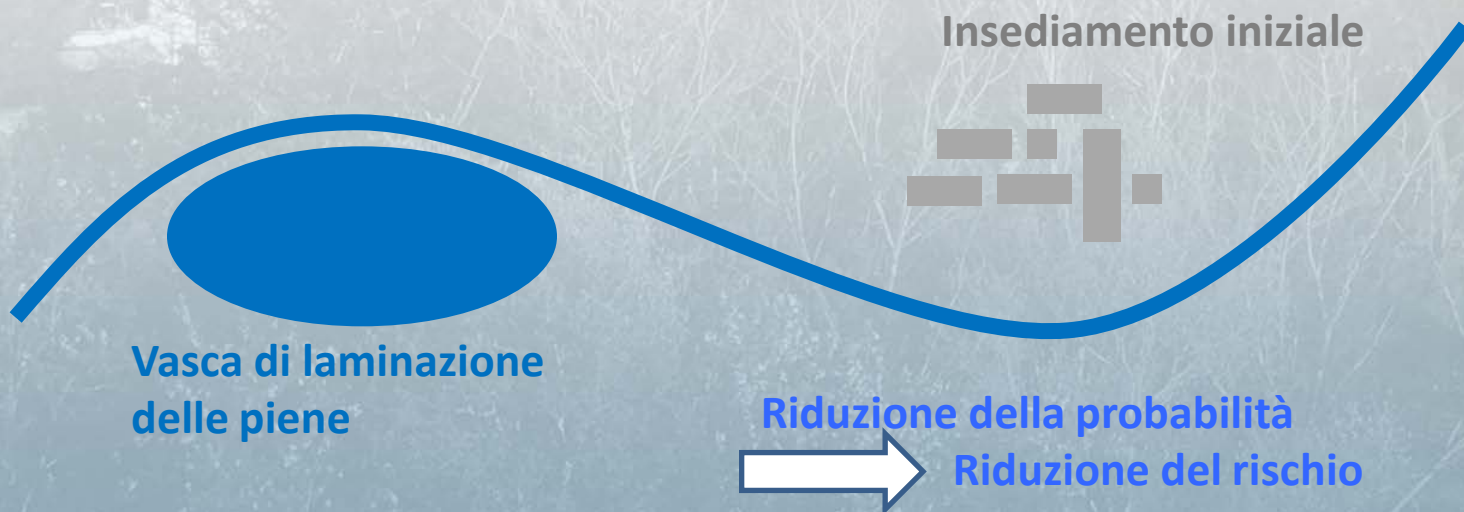 Insediamento iniziale
Vasca di laminazione
delle piene
Riduzione della probabilità
Riduzione del rischio